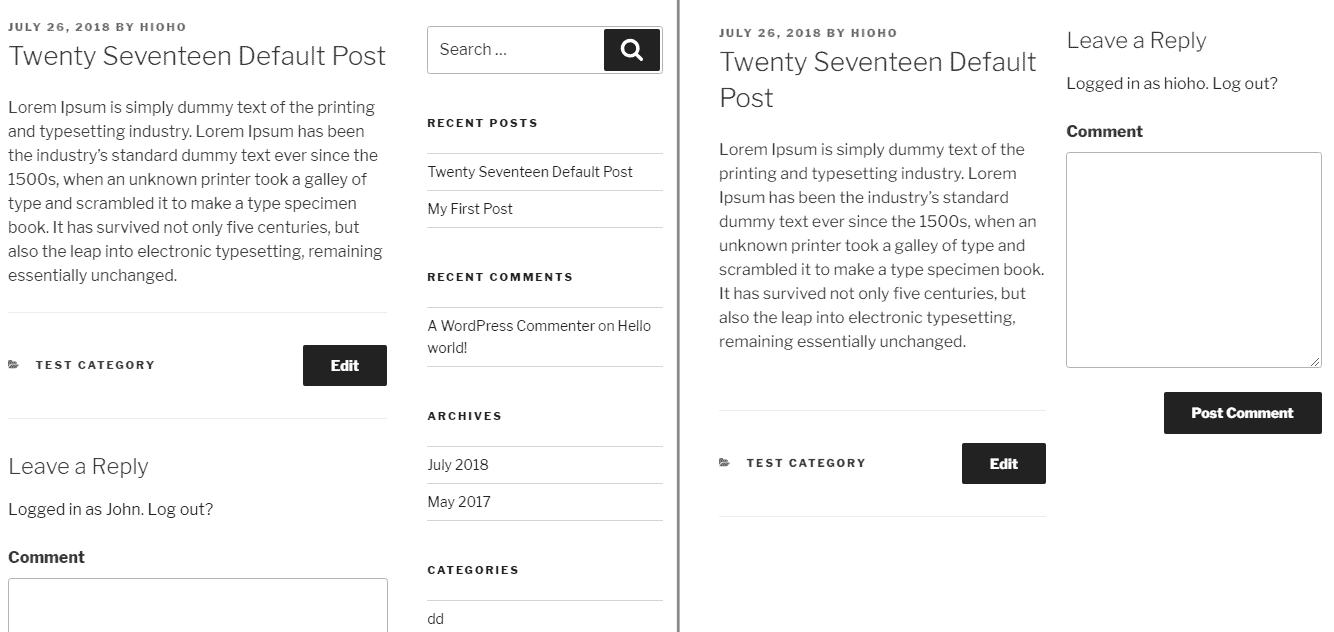 JULY 26, 2018 BY HIOHO
Twenty Seventeen Default Post
Lorem Ipsum is simply dummy text of the printing
and typesetting industry. Lorem Ipsum has been
the industry’s standard dummy text ever since the
1500s, when an unknown printer took a galley of
type and scrambled it to make a type specimen
book. It has survived not only five centuries, but
also the leap into electronic typesetting, remaining
essentially unchanged.
TEST CATEGORY
Edit
Leave a Reply
Logged in as John. Log out?
Comment
Search …
RECENT POSTS
Twenty Seventeen Default Post
My First Post
RECENT COMMENTS
A WordPress Commenter on Hello
world!
ARCHIVES
July 2018
May 2017
CATEGORIES
dd
JULY 26, 2018 BY HIOHO
Twenty Seventeen Default
Post
Lorem Ipsum is simply dummy text of the
printing and typesetting industry. Lorem
Ipsum has been the industry’s standard
dummy text ever since the 1500s, when an
unknown printer took a galley of type and
scrambled it to make a type specimen book.
It has survived not only five centuries, but
also the leap into electronic typesetting,
remaining essentially unchanged.
TEST CATEGORY
Edit
Leave a Reply
Logged in as hioho. Log out?
Comment
Post Comment